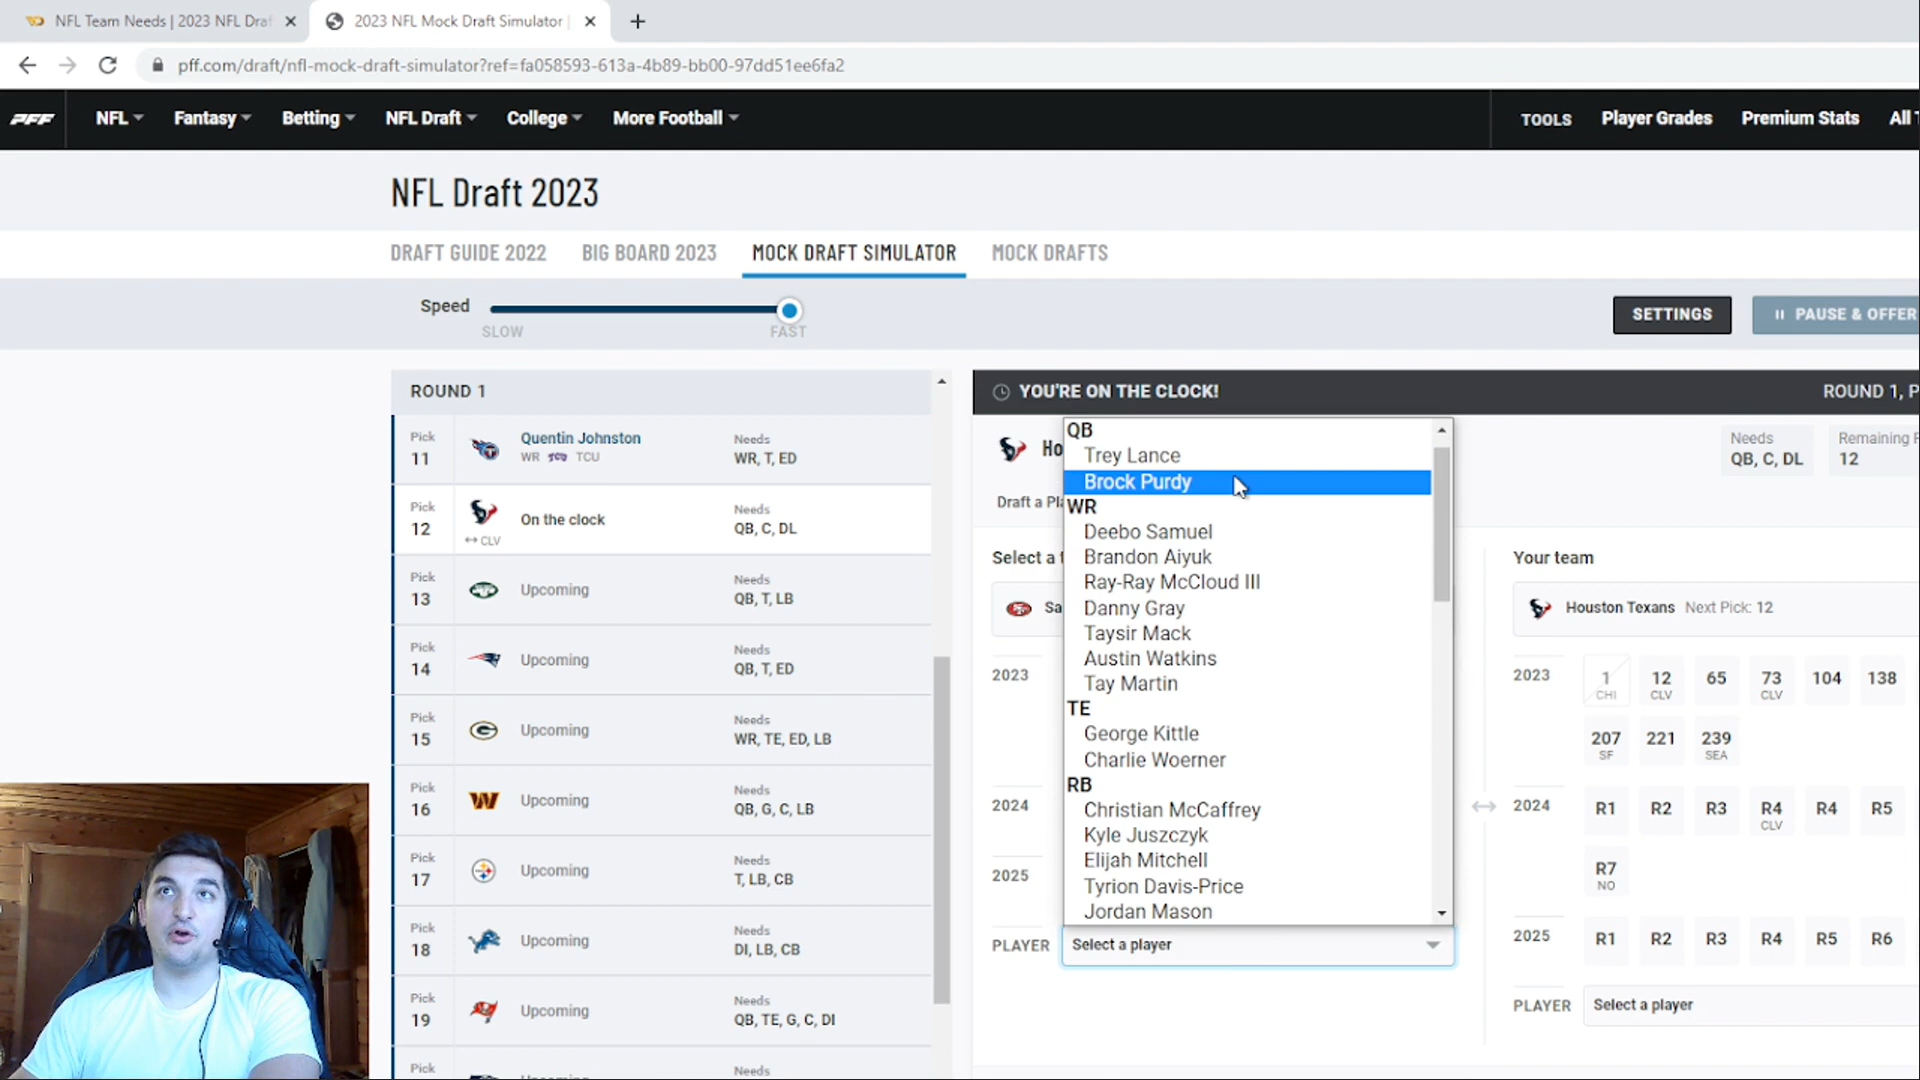 NFL Team Needs | 2023 NFL Draf
2023 NFL Mock Draft Simulator |
pff.com/draft/nfl-mock-draft-simulator?ref=fa058593-613a-4b89-bb00-97dd51ee6fa2
PFF
NFL
Fantasy
Betting
NFL Draft
College
More Football
TOOLS
Player Grades
Premium Stats
All T
NFL Draft 2023
DRAFT GUIDE 2022
BIG BOARD 2023
MOCK DRAFT SIMULATOR
MOCK DRAFTS
Speed
SLOW
FAST
SETTINGS
PAUSE & OFFER
ROUND 1
Pick 11
Quentin Johnston
WR TCU TCU
Needs
WR, T, ED
Pick 12
CLV
On the clock
Needs
QB, C, DL
Pick 13
Upcoming
Needs
QB, T, LB
Pick 14
Upcoming
Needs
QB, T, ED
Pick 15
Upcoming
Needs
WR, TE, ED, LB
Pick 16
Upcoming
Needs
QB, G, C, LB
Pick 17
Upcoming
Needs
T, LB, CB
Pick 18
Upcoming
Needs
DI, LB, CB
Pick 19
Upcoming
Needs
QB, TE, G, C, DI
Pick
Needs
YOU'RE ON THE CLOCK!
ROUND 1, P
Ho
Needs
QB, C, DL
Remaining P
12
Draft a Pla
Select a t
Sa
2023
2024
2025
PLAYER
Select a player
QB
Trey Lance
Brock Purdy
WR
Deebo Samuel
Brandon Aiyuk
Ray-Ray McCloud III
Danny Gray
Taysir Mack
Austin Watkins
Tay Martin
TE
George Kittle
Charlie Woerner
RB
Christian McCaffrey
Kyle Juszczyk
Elijah Mitchell
Tyrion Davis-Price
Jordan Mason
Your team
Houston Texans Next Pick: 12
2023
1 CHI
12 CLV
65
73 CLV
104
138
207 SF
221
239 SEA
2024
R1
R2
R3
R4 CLV
R4
R5
R7 NO
2025
R1
R2
R3
R4
R5
R6
PLAYER
Select a player